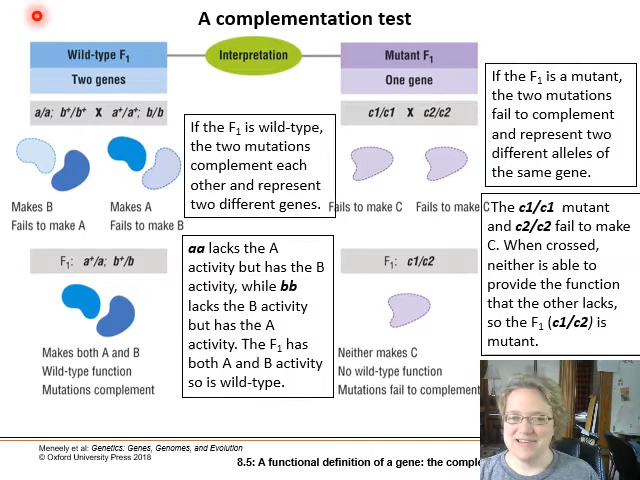 A complementation test
Wild-type F1
Two genes
Interpretation
Mutant F1
One gene
a/a; b+/b+ X a+/a+; b/b
c1/c1 X c2/c2
Makes B
Fails to make A
Makes A
Fails to make B
If the F1 is wild-type,
the two mutations
complement each
other and represent
two different genes.
Fails to make C
Fails to make C
If the F1 is a mutant,
the two mutations
fail to complement
and represent two
different alleles of
the same gene.
The c1/c1 mutant
and c2/c2 fail to make
C. When crossed,
neither is able to
provide the function
that the other lacks,
so the F1 (c1/c2) is
mutant.
F1: a+/a; b+/b
Makes both A and B
Wild-type function
Mutations complement
aa lacks the A
activity but has the B
activity, while bb
lacks the B activity
but has the A
activity. The F1 has
both A and B activity
so is wild-type.
F1: c1/c2
Neither makes C
No wild-type function
Mutations fail to complement
Meneely et al: Genetics: Genes, Genomes, and Evolution
© Oxford University Press 2018
8.5: A functional definition of a gene: the comple